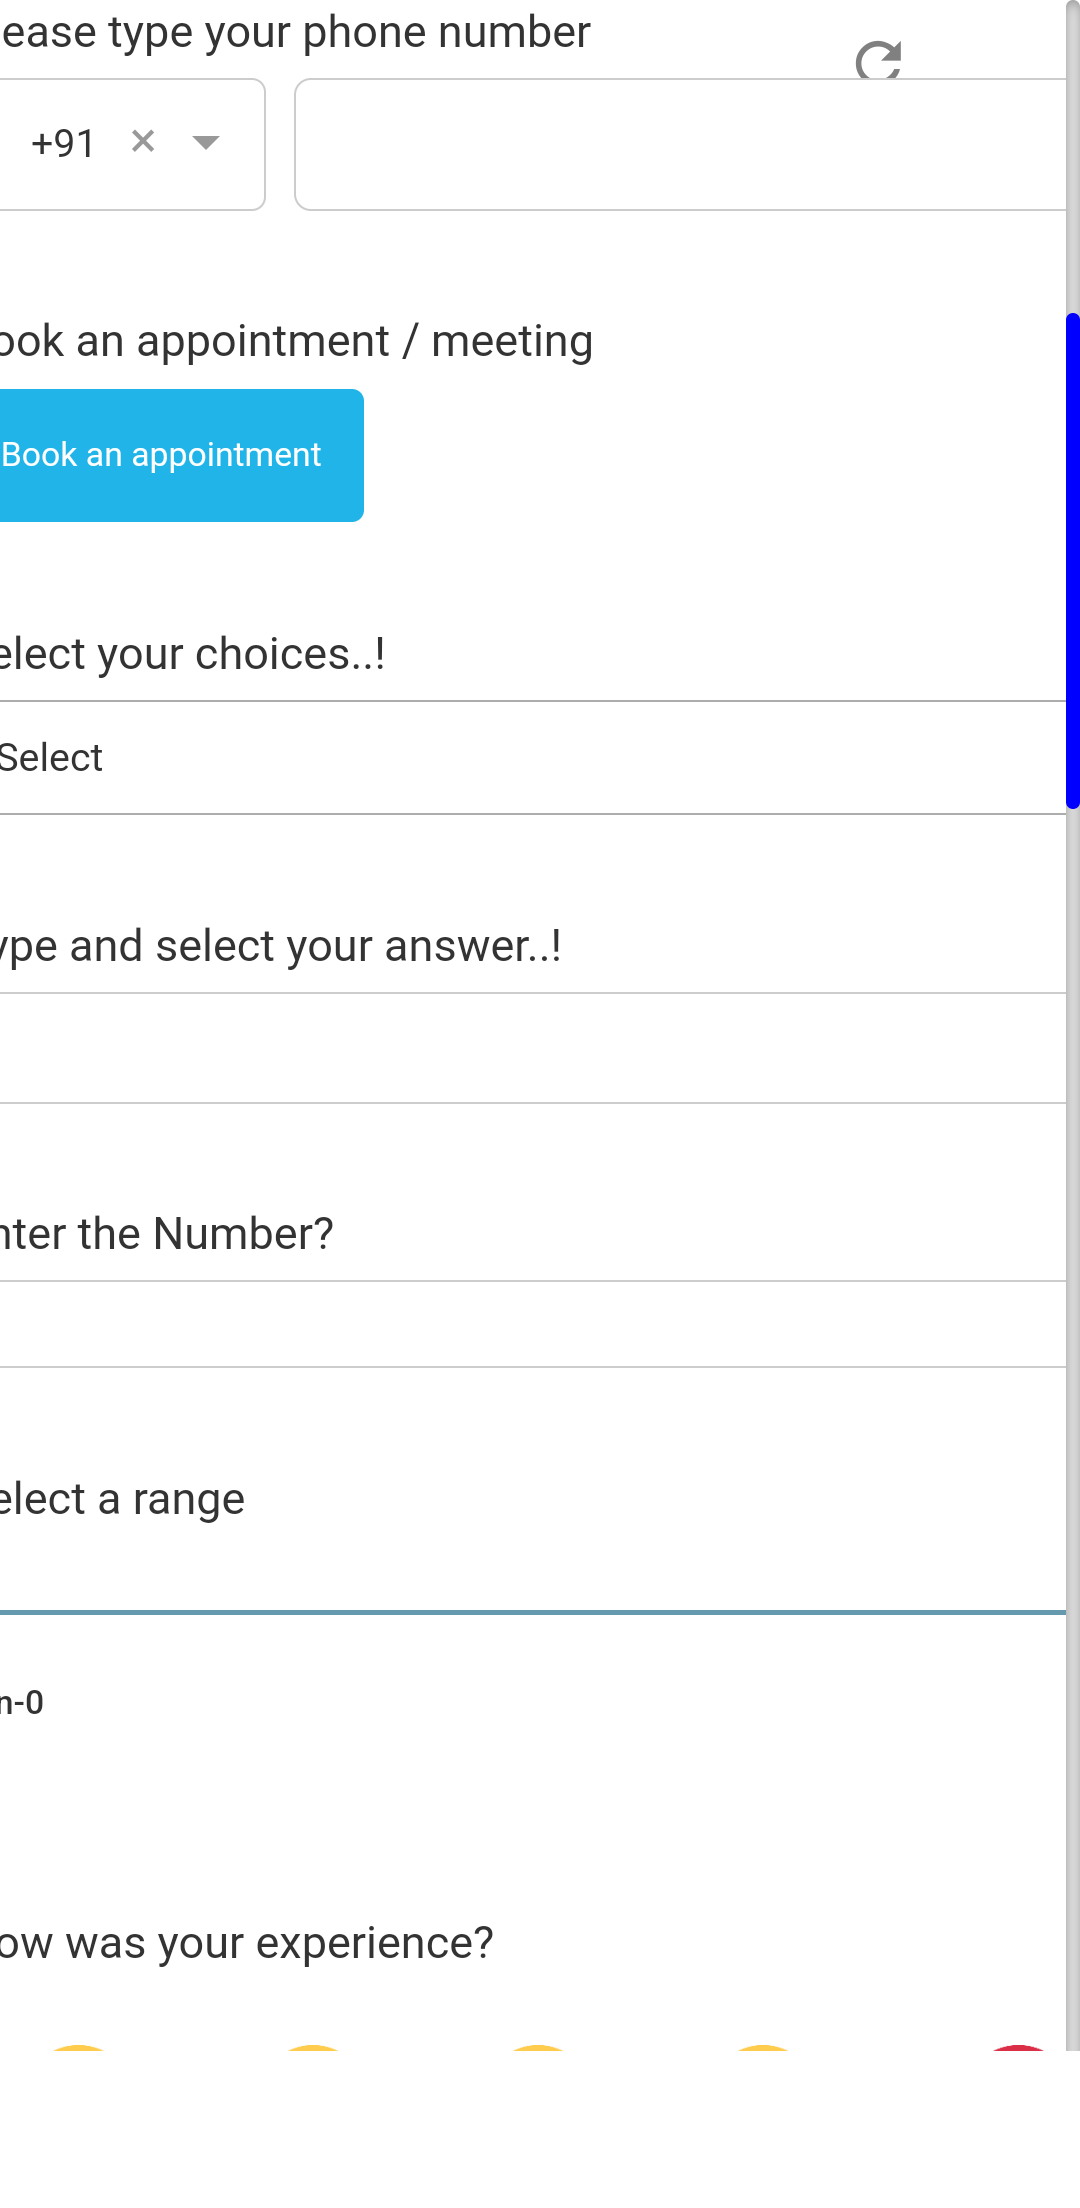 ease type your phone number
+91
ook an appointment / meeting
Book an appointment
elect your choices..!
Select
ype and select your answer..!
nter the Number?
elect a range
n-0
ow was your experience?